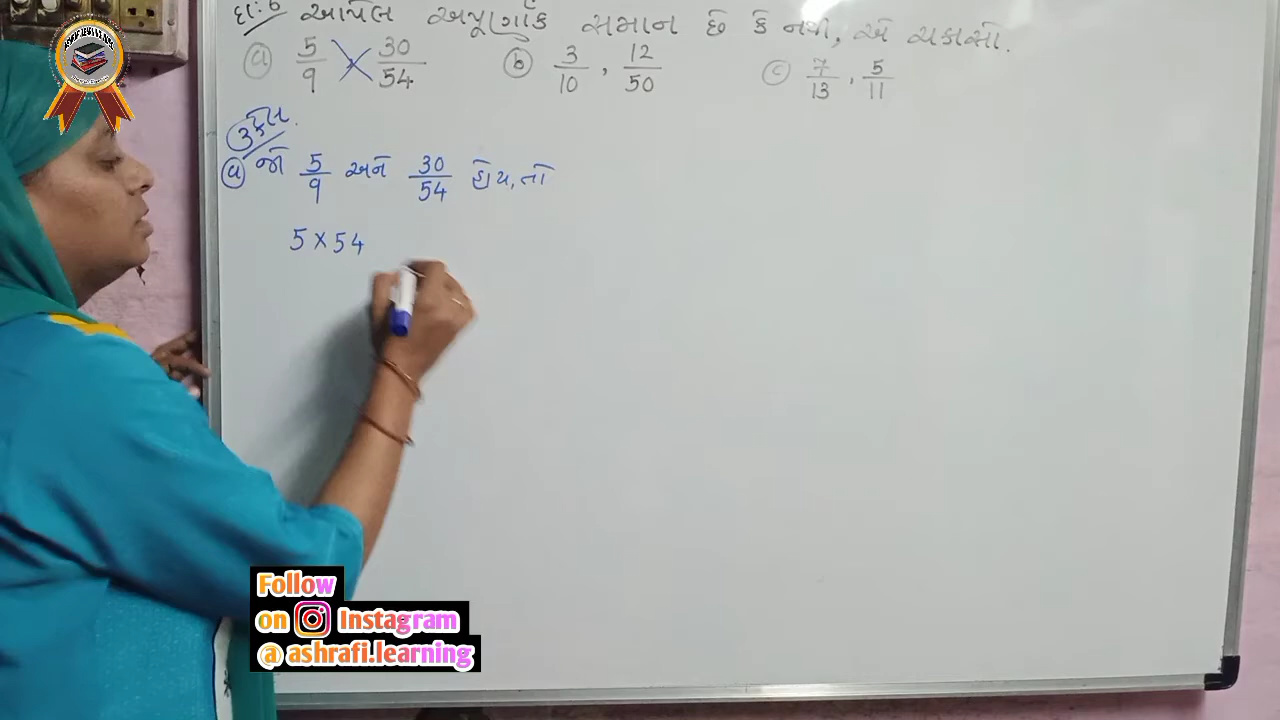 દા:6 આપેલ અપૂર્ણાંક સમાન છે કે નથી, એ ચકાસો.
(a) 5/9 30/54 (b) 3/10 , 12/50 (c) 7/13 , 5/11
ઉકેલ.
(a) જો 5/9 અને 30/54 હોય, તો
5 × 54
Follow
on Instagram
@ ashrafi.learning